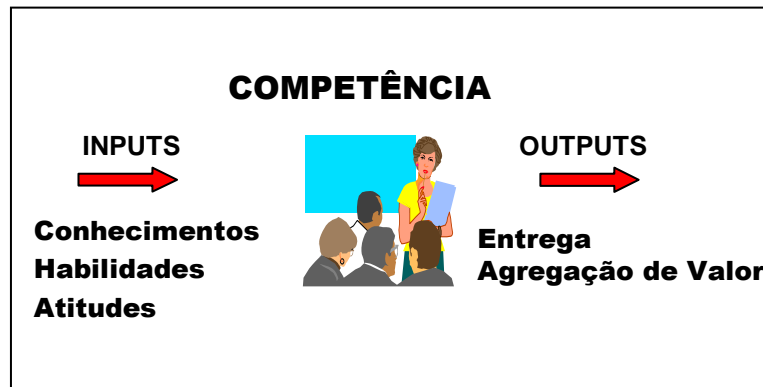 COMPETÊNCIA
INPUTS
OUTPUTS
Conhecimentos
Habilidades
Atitudes
Entrega
Agregação de Valor